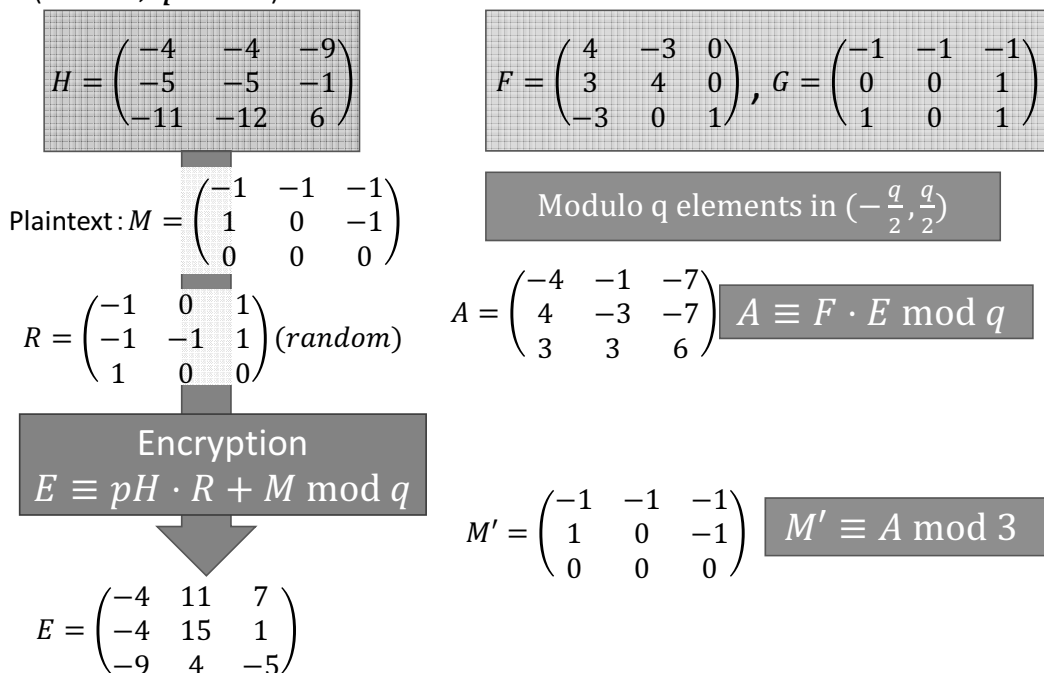 H = (−4 −4 −9
−5 −5 −1
−11 −12 6)
F = (4 −3 0
3 4 0
−3 0 1), G = (−1 −1 −1
0 0 1
1 0 1)
Plaintext: M = (−1 −1 −1
1 0 −1
0 0 0)
Modulo q elements in (−q/2, q/2)
R = (−1 0 1
−1 −1 1
1 0 0) (random)
A = (−4 −1 −7
4 −3 −7
3 3 6)
A ≡ F · E mod q
Encryption
E ≡ pH · R + M mod q
M′ = (−1 −1 −1
1 0 −1
0 0 0)
M′ ≡ A mod 3
E = (−4 11 7
−4 15 1
−9 4 −5)